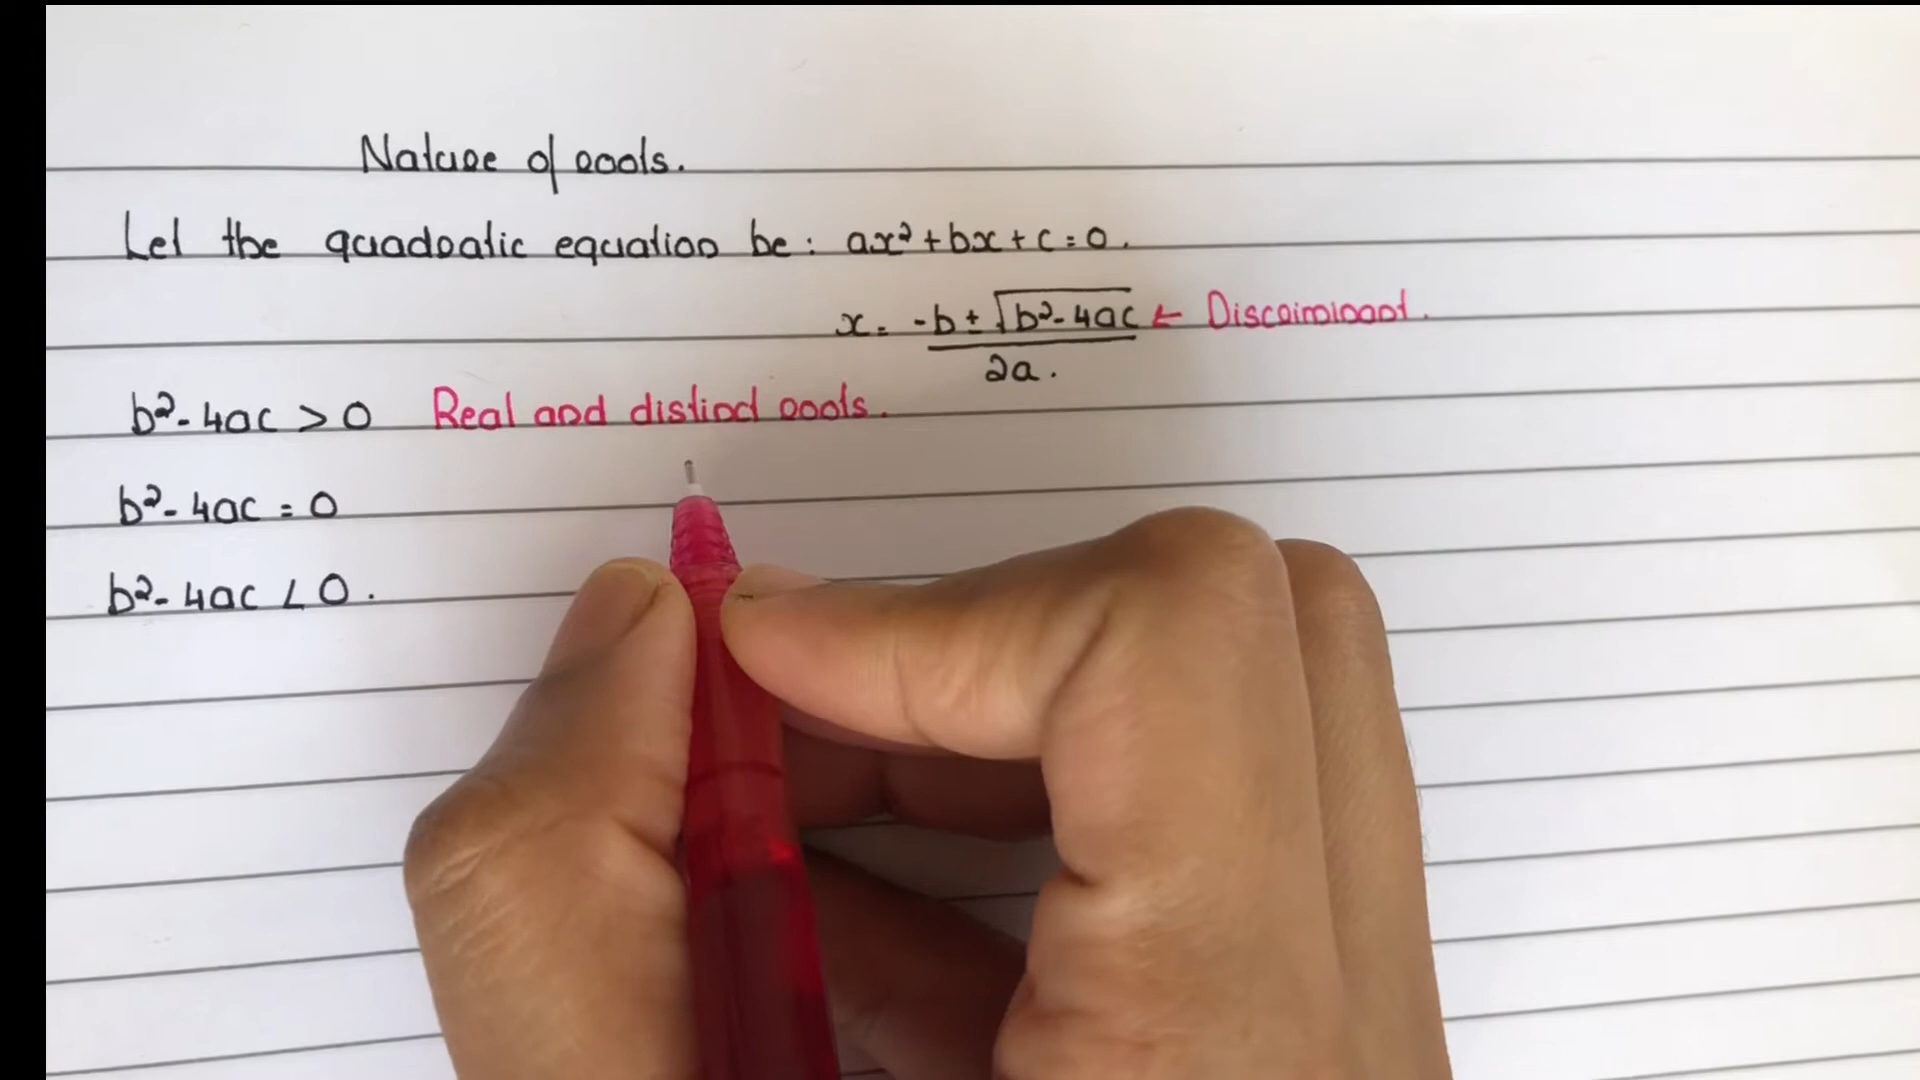 Nature of roots.
Let the quadratic equation be: ax²+bx+c=0.
x = -b±√b²-4ac ← Discriminant.
2a.
b²-4ac > 0 Real and distinct roots.
b²-4ac = 0
b²-4ac < 0.